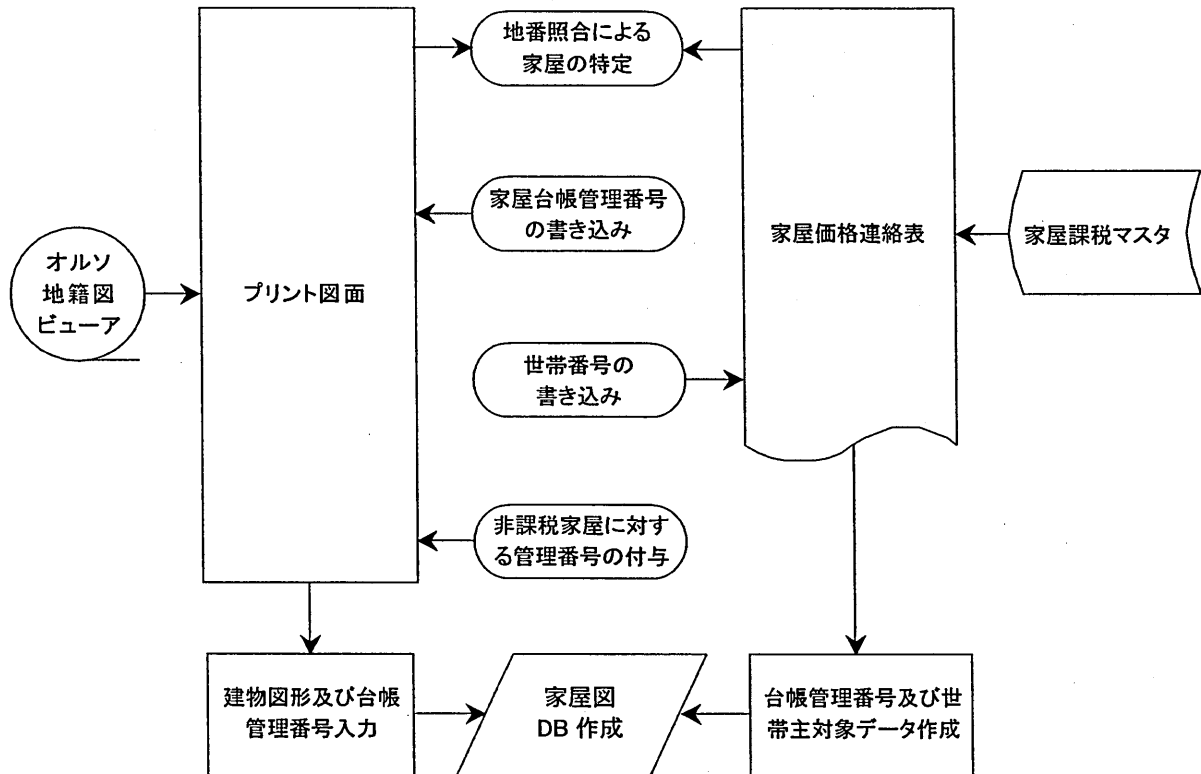 地番照合による
家屋の特定
家屋台帳管理番号
の書き込み
家屋価格連絡表
家屋課税マスタ
オルソ
地籍図
ビューア
プリント図面
世帯番号の
書き込み
非課税家屋に対す
る管理番号の付与
建物図形及び台帳
管理番号入力
家屋図
DB 作成
台帳管理番号及び世
帯主対象データ作成